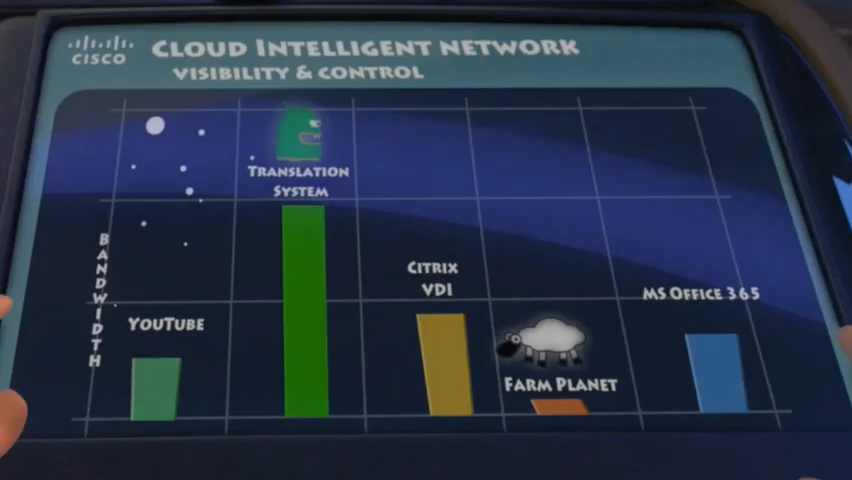 CISCO
CLOUD INTELLIGENT NETWORK
VISIBILITY & CONTROL
TRANSLATION
SYSTEM
BANDWIDTH
CITRIX
VDI
MS OFFICE 365
YOUTUBE
FARM PLANET